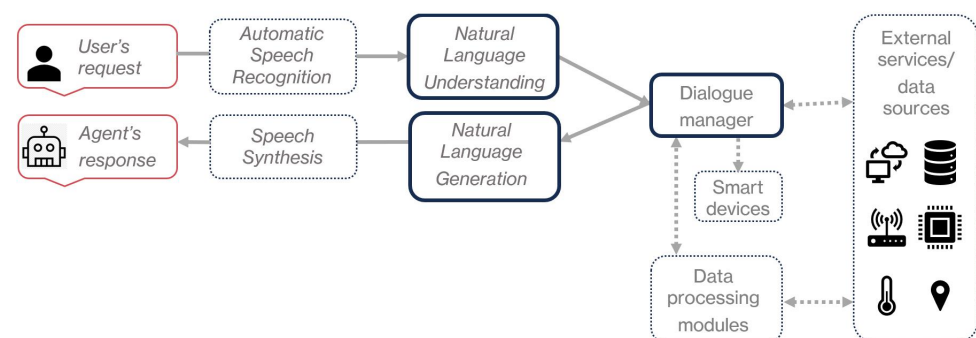 User's
request
Automatic
Speech
Recognition
Natural
Language
Understanding
Dialogue
manager
External
services/
data
sources
Agent's
response
Speech
Synthesis
Natural
Language
Generation
Smart
devices
Data
processing
modules